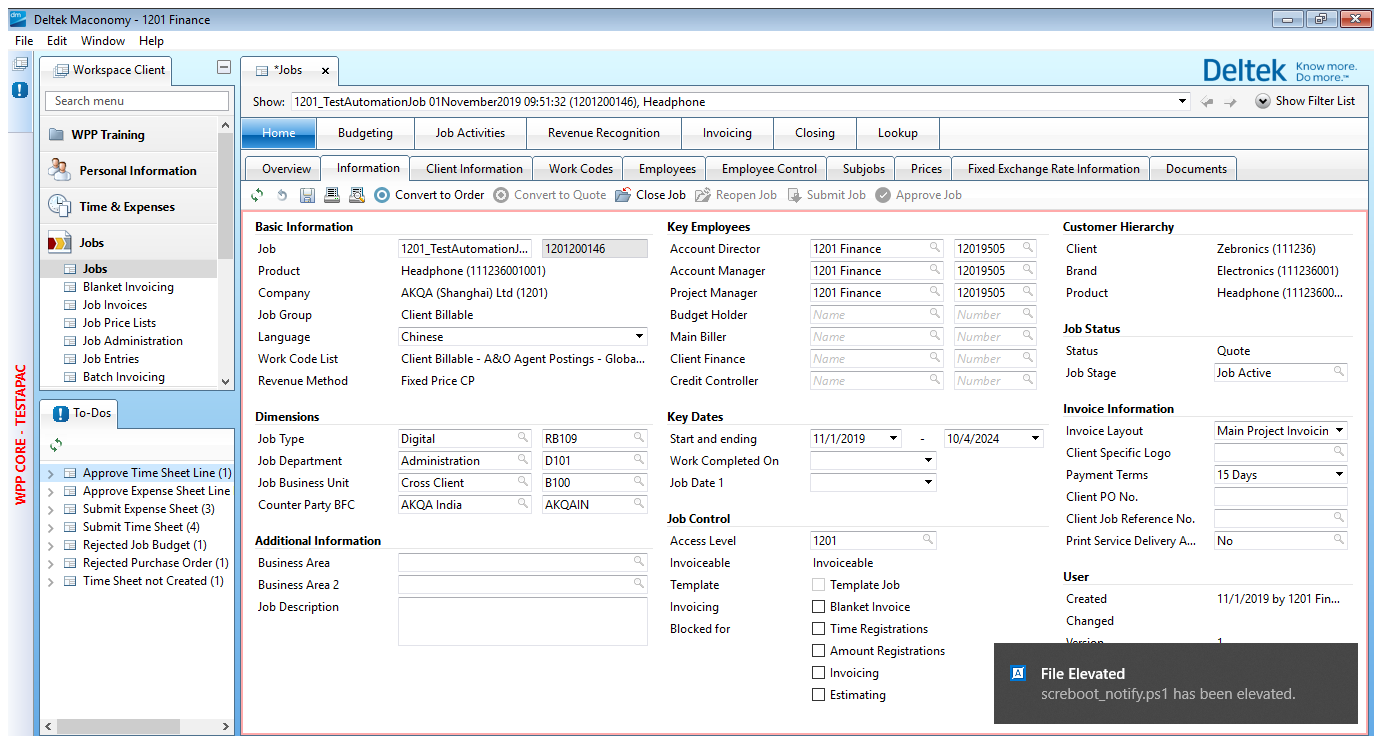 Deltek Maconomy - 1201 Finance
File Edit Window Help
Workspace Client
Search menu
WPP Training
Personal Information
Time & Expenses
Jobs
Jobs
Blanket Invoicing
Job Invoices
Job Price Lists
Job Administration
Job Entries
Batch Invoicing
WPP CORE - TESTAPAC
To-Dos
Approve Time Sheet Line (1)
Approve Expense Sheet Line
Submit Expense Sheet (3)
Submit Time Sheet (4)
Rejected Job Budget (1)
Rejected Purchase Order (1)
Time Sheet not Created (1)
*Jobs x
Deltek Know more.
Do more.™
Show: 1201_TestAutomationJob 01November2019 09:51:32 (1201200146), Headphone Show Filter List
Home Budgeting Job Activities Revenue Recognition Invoicing Closing Lookup
Overview Information Client Information Work Codes Employees Employee Control Subjobs Prices Fixed Exchange Rate Information Documents
Convert to Order Convert to Quote Close Job Reopen Job Submit Job Approve Job
Basic Information
Job 1201_TestAutomationJ... 1201200146
Product Headphone (111236001001)
Company AKQA (Shanghai) Ltd (1201)
Job Group Client Billable
Language Chinese
Work Code List Client Billable - A&O Agent Postings - Globa...
Revenue Method Fixed Price CP
Dimensions
Job Type Digital RB109
Job Department Administration D101
Job Business Unit Cross Client B100
Counter Party BFC AKQA India AKQAIN
Additional Information
Business Area
Business Area 2
Job Description
Key Employees
Account Director 1201 Finance 12019505
Account Manager 1201 Finance 12019505
Project Manager 1201 Finance 12019505
Budget Holder Name Number
Main Biller Name Number
Client Finance Name Number
Credit Controller Name Number
Key Dates
Start and ending 11/1/2019 - 10/4/2024
Work Completed On
Job Date 1
Job Control
Access Level 1201
Invoiceable Invoiceable
Template Template Job
Invoicing Blanket Invoice
Blocked for Time Registrations
Amount Registrations
Invoicing
Estimating
Customer Hierarchy
Client Zebronics (111236)
Brand Electronics (111236001)
Product Headphone (11123600...
Job Status
Status Quote
Job Stage Job Active
Invoice Information
Invoice Layout Main Project Invoicin
Client Specific Logo
Payment Terms 15 Days
Client PO No.
Client Job Reference No.
Print Service Delivery A... No
User
Created 11/1/2019 by 1201 Fin...
Changed
Version 1
File Elevated
screboot_notify.ps1 has been elevated.